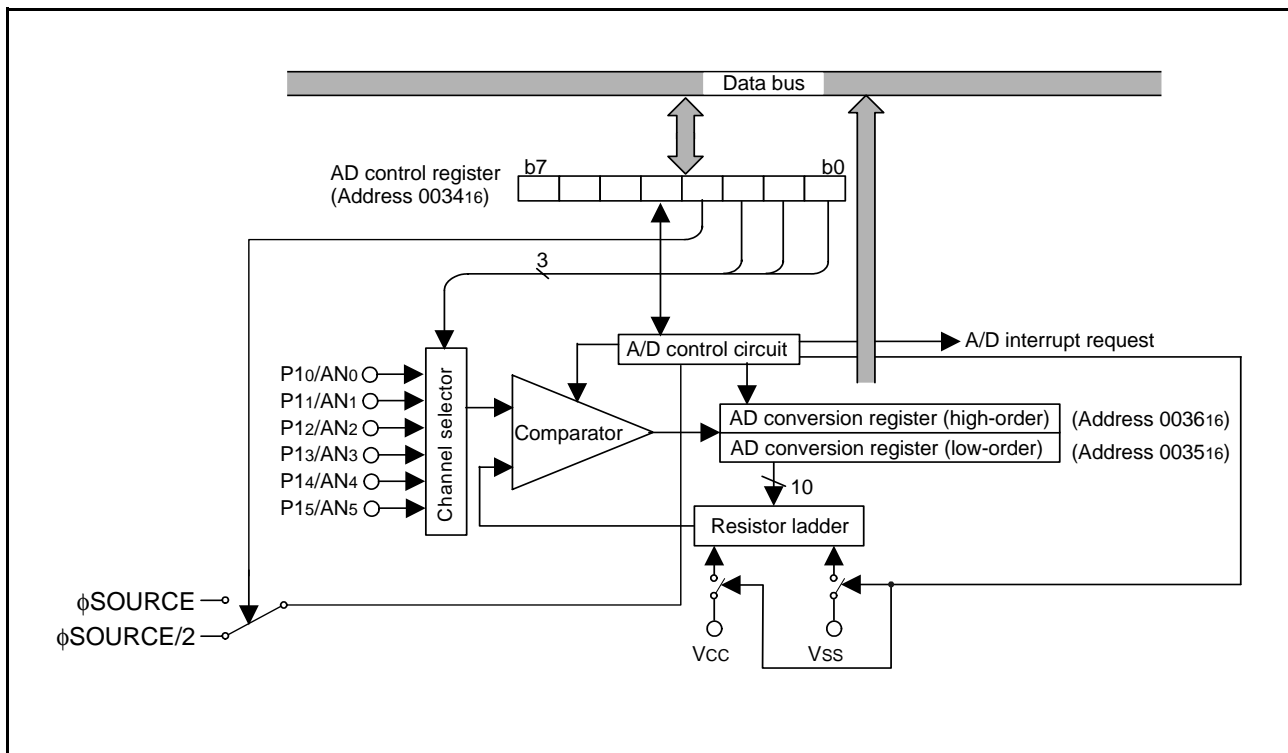 Data bus
b7 b0
AD control register
(Address 003416)
3
A/D control circuit
A/D interrupt request
P10/AN0
P11/AN1
P12/AN2
P13/AN3
P14/AN4
P15/AN5
Channel selector
Comparator
AD conversion register (high-order) (Address 003616)
AD conversion register (low-order) (Address 003516)
10
Resistor ladder
ϕSOURCE
ϕSOURCE/2
VCC
VSS